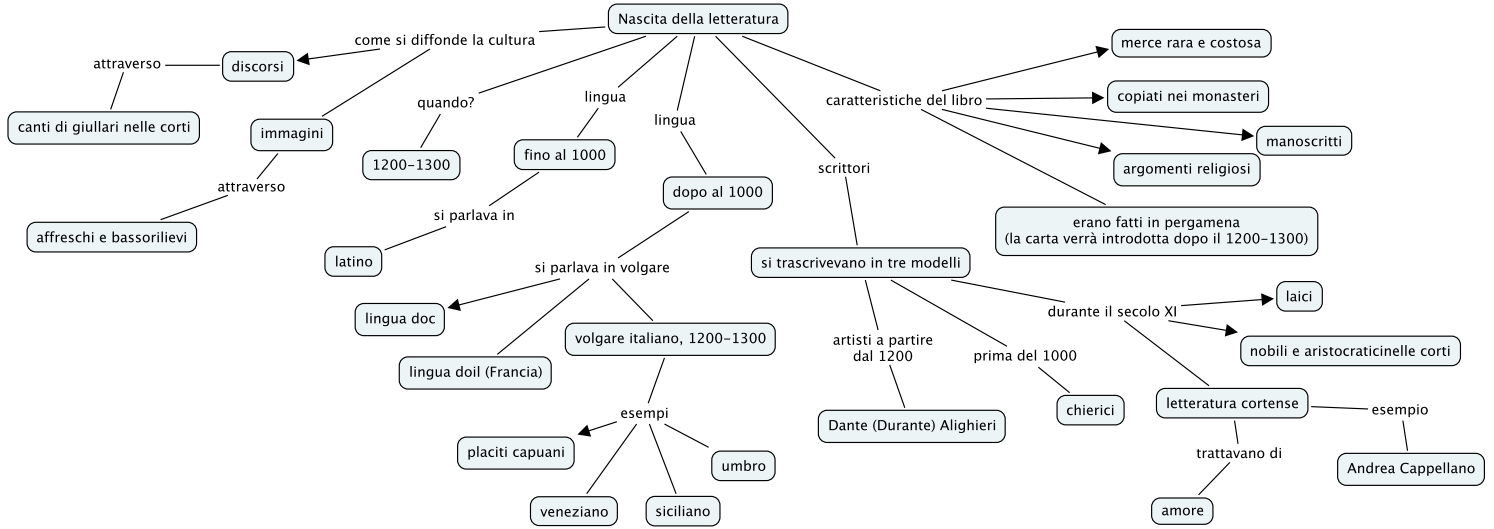 Nascita della letteratura
come si diffonde la cultura
discorsi
attraverso
canti di giullari nelle corti
immagini
attraverso
affreschi e bassorilievi
quando?
1200-1300
lingua
fino al 1000
si parlava in
latino
lingua
dopo al 1000
si parlava in volgare
lingua doc
lingua doil (Francia)
volgare italiano, 1200-1300
esempi
placiti capuani
veneziano
siciliano
umbro
scrittori
si trascrivevano in tre modelli
artisti a partire
dal 1200
Dante (Durante) Alighieri
prima del 1000
chierici
durante il secolo XI
laici
nobili e aristocraticinelle corti
letteratura cortense
trattavano di
amore
esempio
Andrea Cappellano
caratteristiche del libro
merce rara e costosa
copiati nei monasteri
manoscritti
argomenti religiosi
erano fatti in pergamena
(la carta verrà introdotta dopo il 1200-1300)